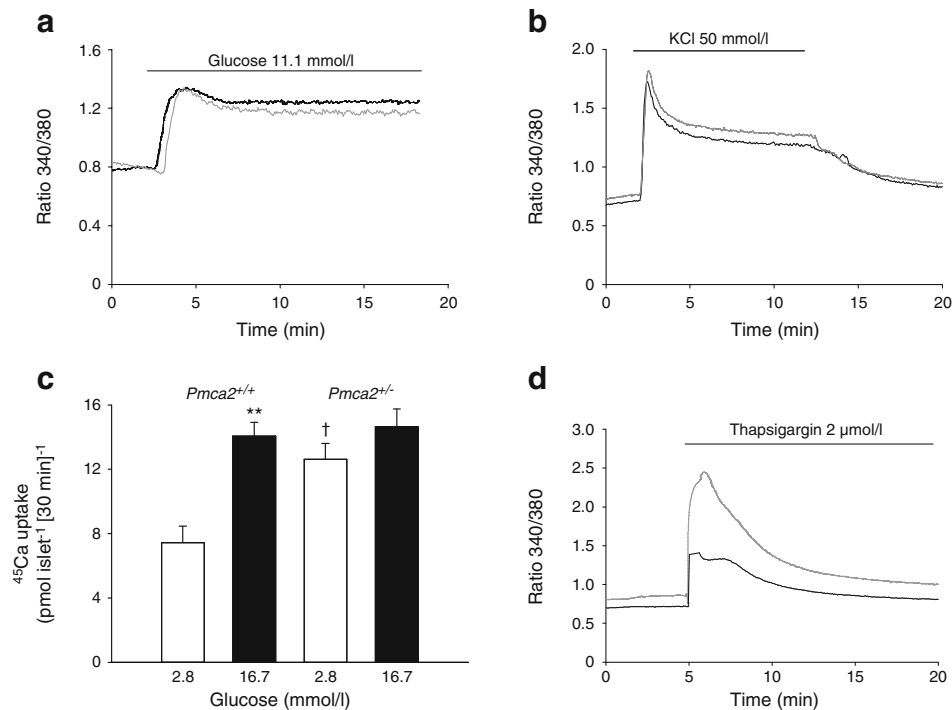 a
Glucose 11.1 mmol/l
1.6
1.2
0.8
0.4
0
Ratio 340/380
0 5 10 15 20
Time (min)
b
KCl 50 mmol/l
2.0
1.5
1.0
0.5
0
Ratio 340/380
0 5 10 15 20
Time (min)
c
Pmca2+/+ Pmca2+/-
16
12
8
4
0
45Ca uptake
(pmol islet-1 [30 min]-1
** †
2.8 16.7 2.8 16.7
Glucose (mmol/l)
d
Thapsigargin 2 µmol/l
3.0
2.5
2.0
1.5
1.0
0.5
0
Ratio 340/380
0 5 10 15 20
Time (min)